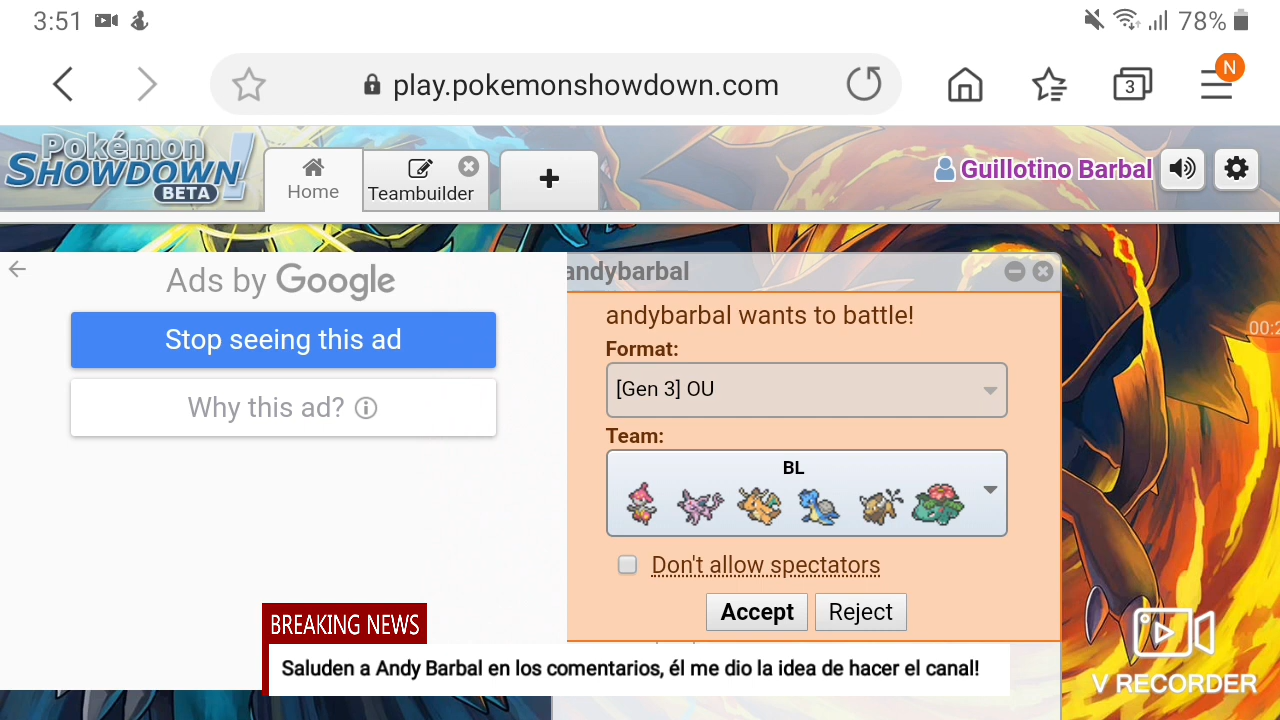 3:51
78%
play.pokemonshowdown.com
3
N
Pokémon
SHOWDOWN!
BETA
Home
Teambuilder
+
Guillotino Barbal
Ads by Google
Stop seeing this ad
Why this ad?
andybarbal
andybarbal wants to battle!
Format:
[Gen 3] OU
Team:
BL
Don't allow spectators
Accept
Reject
BREAKING NEWS
Saluden a Andy Barbal en los comentarios, él me dio la idea de hacer el canal!
V RECORDER